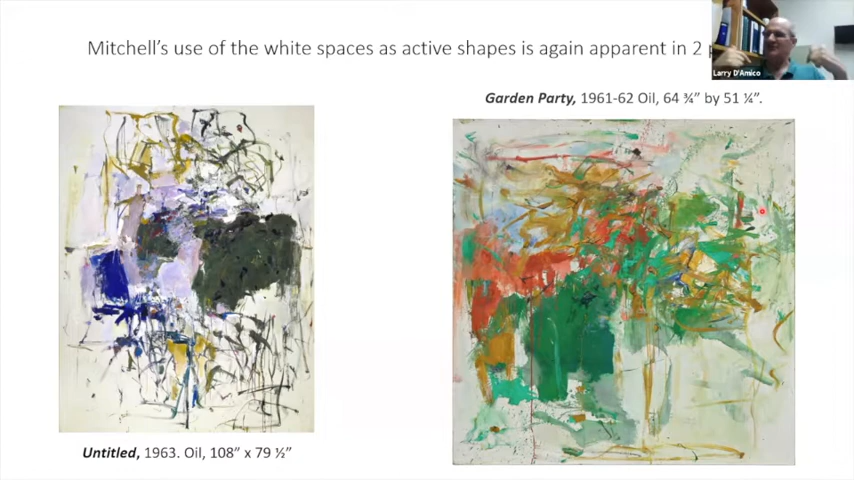 Mitchell's use of the white spaces as active shapes is again apparent in 2
Larry D'Amico
Garden Party, 1961-62 Oil, 64 ¾" by 51 ¼".
Untitled, 1963. Oil, 108" x 79 ½"